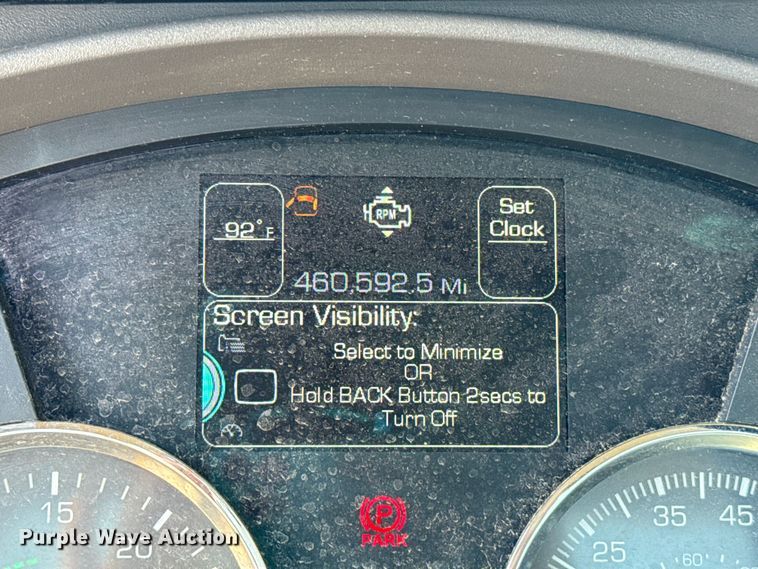 92°F
RPM
Set
Clock
460,592.5 Mi
Screen Visibility:
Select to Minimize
OR
Hold BACK Button 2secs to
Turn Off
P
PARK
15
20
25
35
45
60
Purple Wave Auction